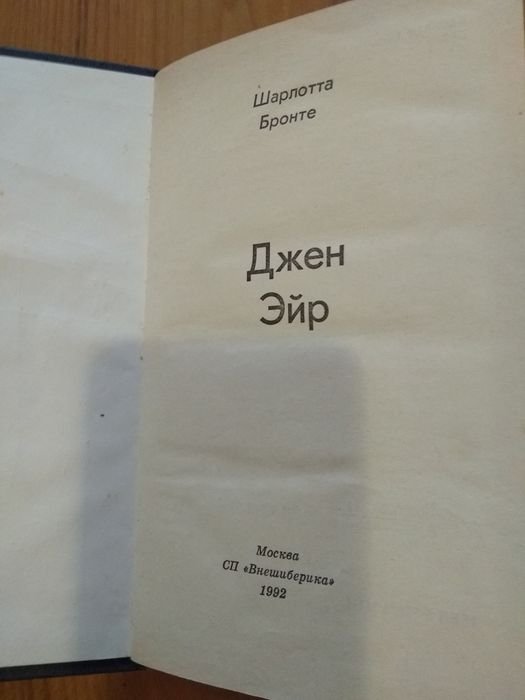 Шарлотта
Бронте
Джен
Эйр
Москва
СП «Внешиберика»
1992